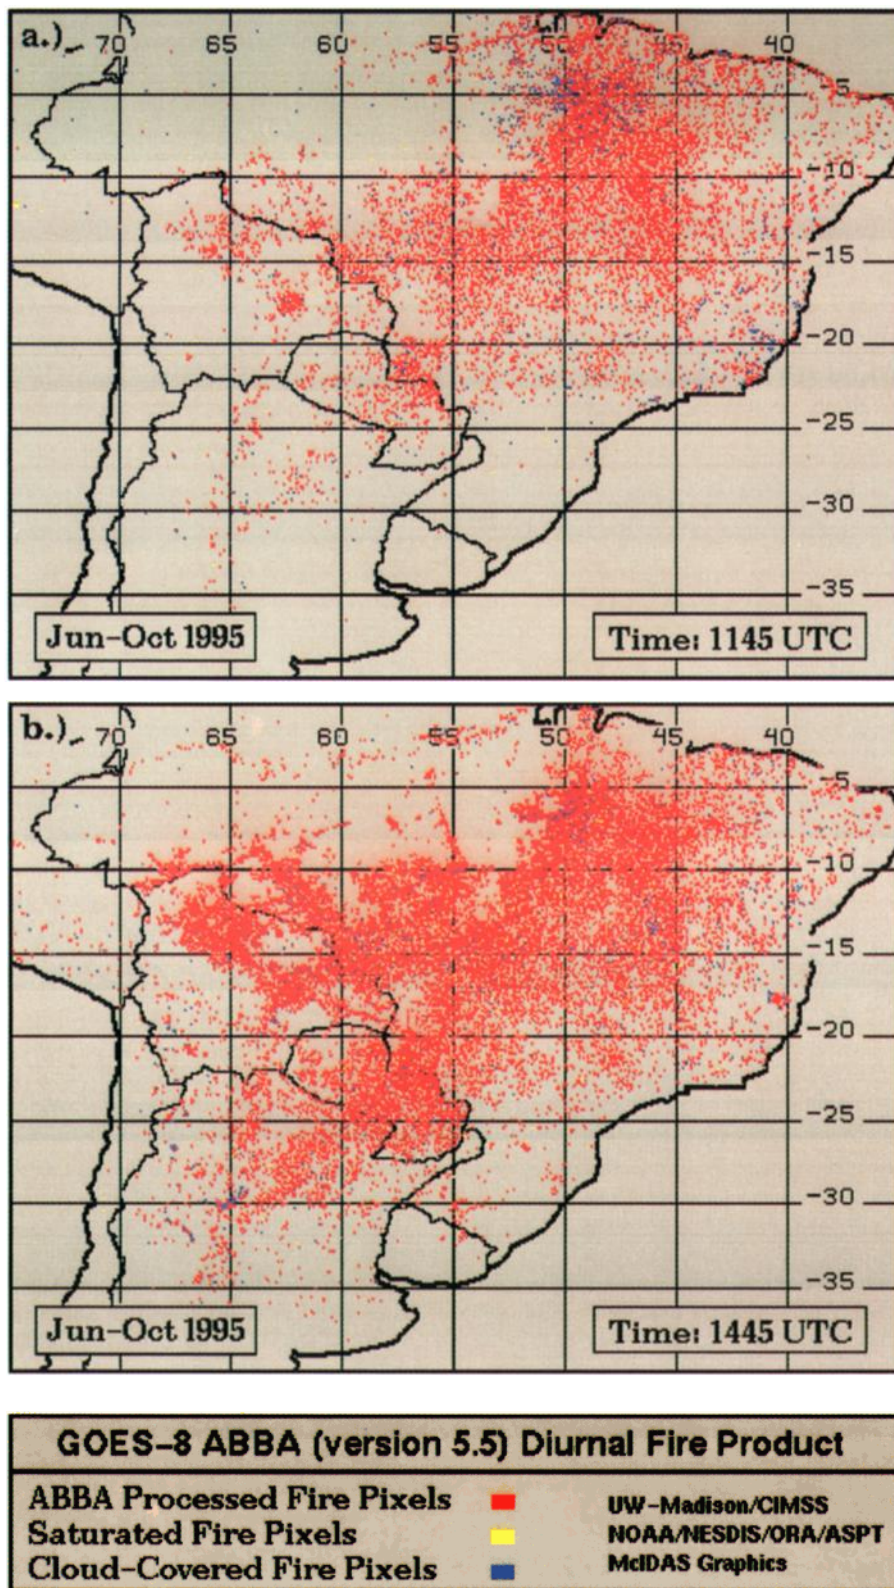 a.)
70 65 60 55 50 45 40
-5
-10
-15
-20
-25
-30
-35
Jun-Oct 1995
Time: 1145 UTC
b.)
70 65 60 55 50 45 40
-5
-10
-15
-20
-25
-30
-35
Jun-Oct 1995
Time: 1445 UTC
GOES-8 ABBA (version 5.5) Diurnal Fire Product
ABBA Processed Fire Pixels
Saturated Fire Pixels
Cloud-Covered Fire Pixels
UW-Madison/CIMSS
NOAA/NESDIS/ORA/ASPT
McIDAS Graphics